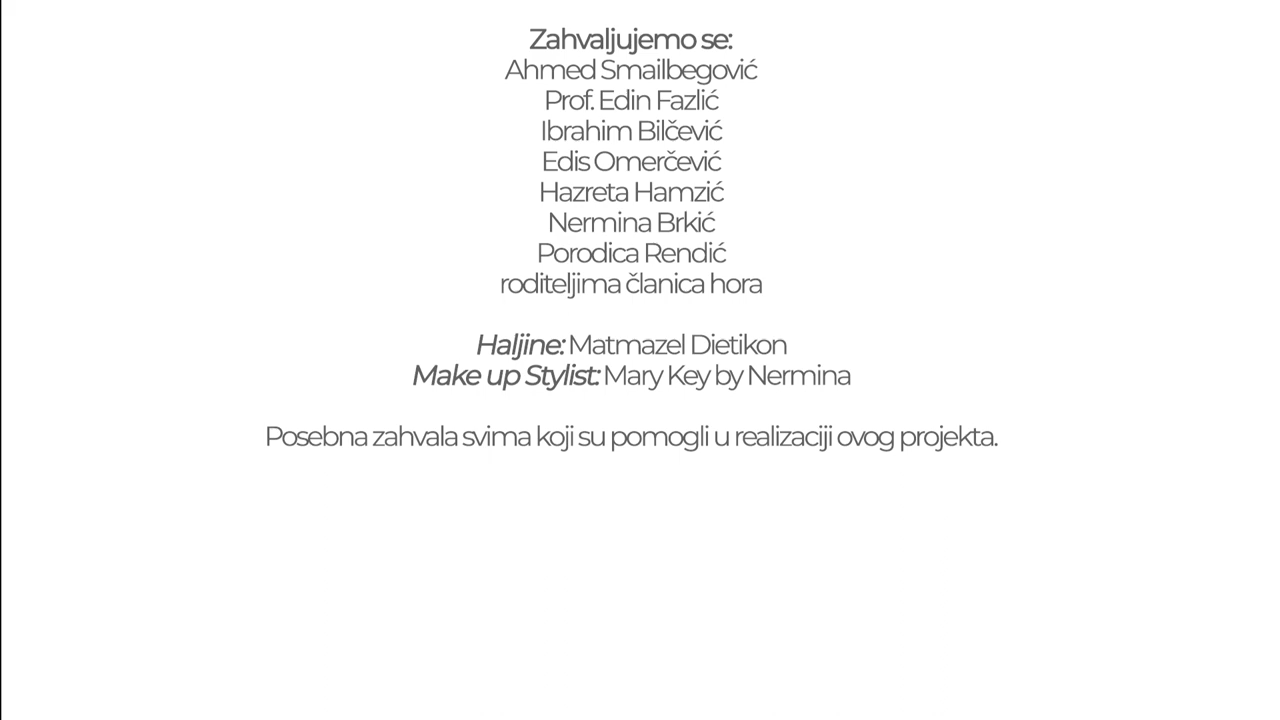 Zahvaljujemo se:
Ahmed Smailbegović
Prof. Edin Fazlić
Ibrahim Bilčević
Edis Omerčević
Hazreta Hamzić
Nermina Brkić
Porodica Rendić
roditeljima članica hora
Haljine: Matmazel Dietikon
Make up Stylist: Mary Key by Nermina
Posebna zahvala svima koji su pomogli u realizaciji ovog projekta.